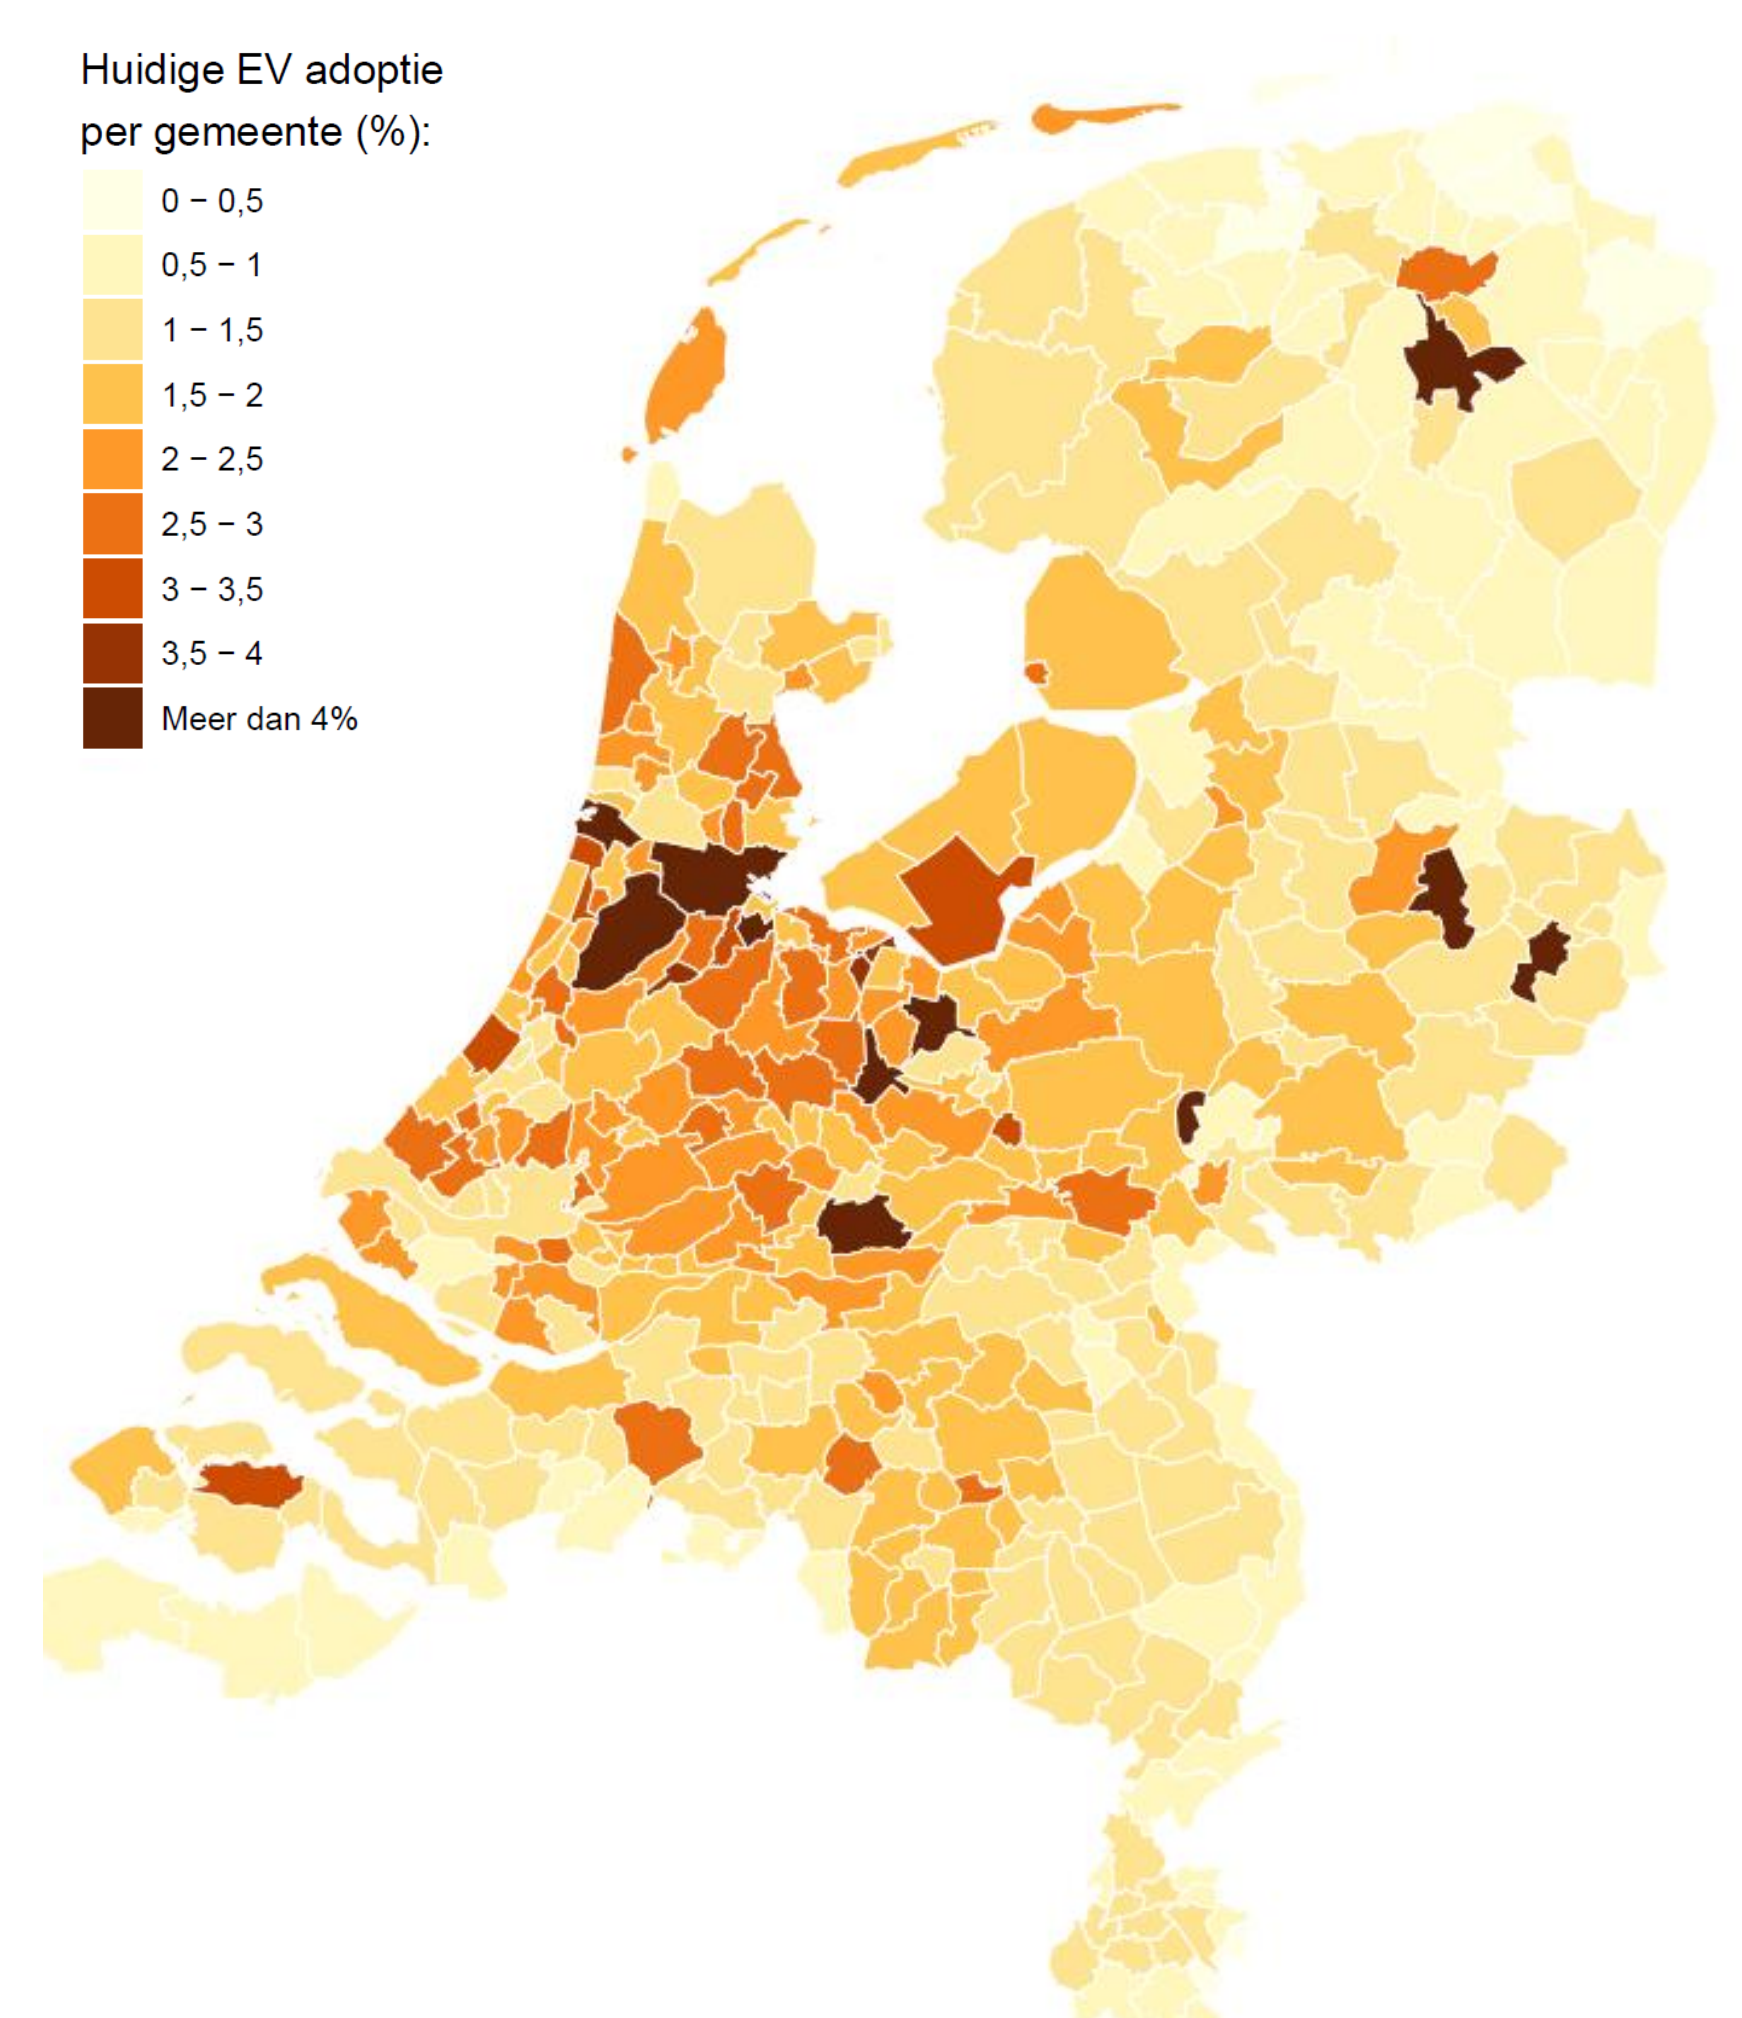 Huidige EV adoptie
per gemeente (%):
0 − 0,5
0,5 − 1
1 − 1,5
1,5 − 2
2 − 2,5
2,5 − 3
3 − 3,5
3,5 − 4
Meer dan 4%